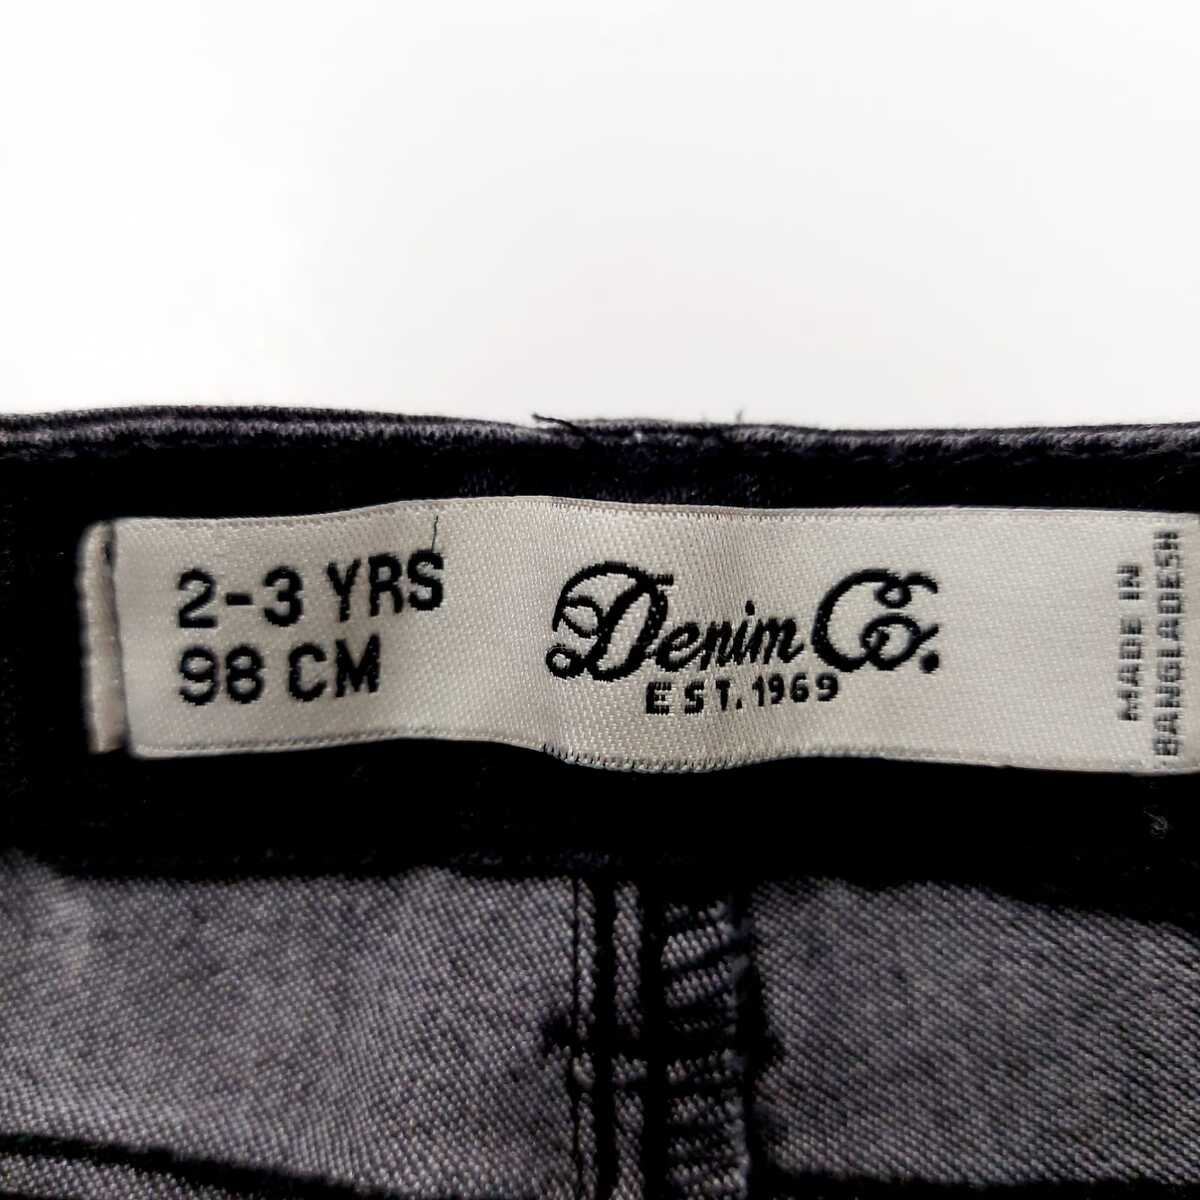 2-3 YRS
98 CM
Denim Co.
EST. 1969
MADE IN
BANGLADESH